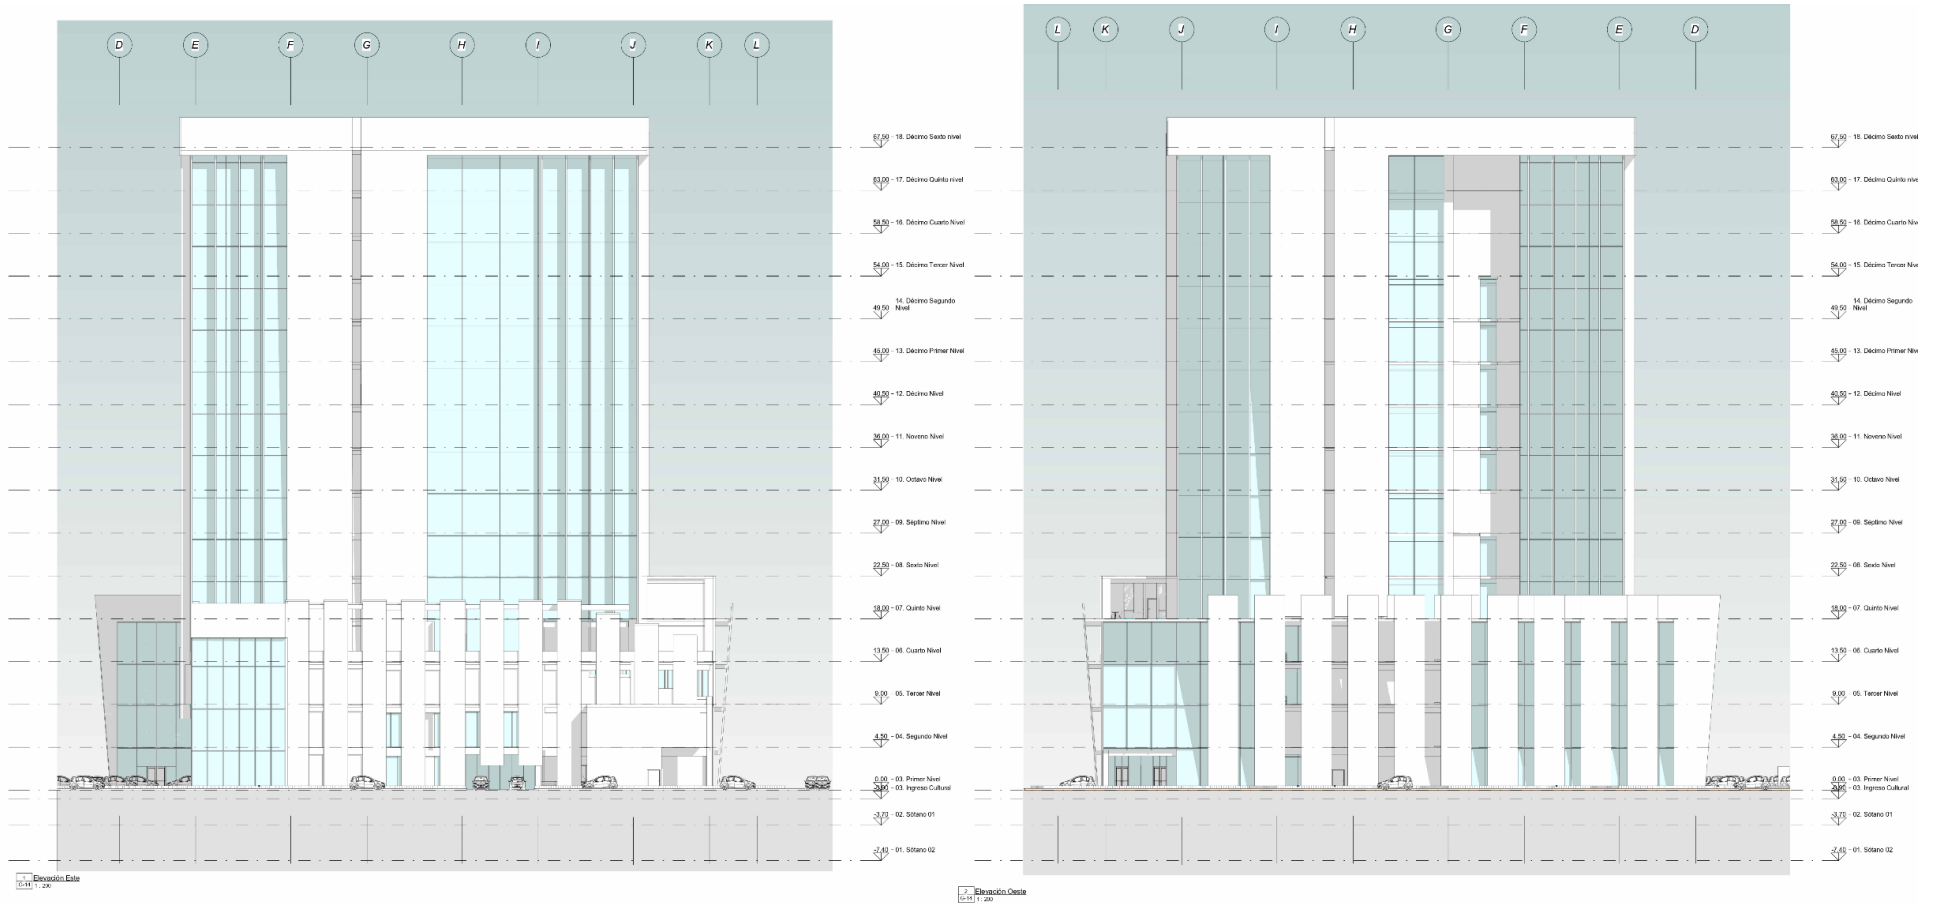 D E F G H I J K L
67,50 - 18. Décimo Sexto nivel
63,00 - 17. Décimo Quinto nivel
58,50 - 16. Décimo Cuarto Nivel
54,00 - 15. Décimo Tercer Nivel
14. Décimo Segundo
49,50 Nivel
45,00 - 13. Décimo Primer Nivel
40,50 - 12. Décimo Nivel
36,00 - 11. Noveno Nivel
31,50 - 10. Octavo Nivel
27,00 - 09. Séptimo Nivel
22,50 - 08. Sexto Nivel
18,00 - 07. Quinto Nivel
13,50 - 06. Cuarto Nivel
9,00 - 05. Tercer Nivel
4,50 - 04. Segundo Nivel
0,00 - 03. Primer Nivel
- 03. Ingreso Cultural
-3,70 - 02. Sótano 01
-7,40 - 01. Sótano 02
1 Elevación Este
G-14 1 : 200
L K J I H G F E D
67,50 - 18. Décimo Sexto nivel
63,00 - 17. Décimo Quinto nive
58,50 - 16. Décimo Cuarto Niv
54,00 - 15. Décimo Tercer Nive
14. Décimo Segundo
49,50 Nivel
45,00 - 13. Décimo Primer Nive
40,50 - 12. Décimo Nivel
36,00 - 11. Noveno Nivel
31,50 - 10. Octavo Nivel
27,00 - 09. Séptimo Nivel
22,50 - 08. Sexto Nivel
18,00 - 07. Quinto Nivel
13,50 - 06. Cuarto Nivel
9,00 - 05. Tercer Nivel
4,50 - 04. Segundo Nivel
0,00 - 03. Primer Nivel
- 03. Ingreso Cultural
-3,70 - 02. Sótano 01
-7,40 - 01. Sótano 02
2 Elevación Oeste
G-14 1 : 200